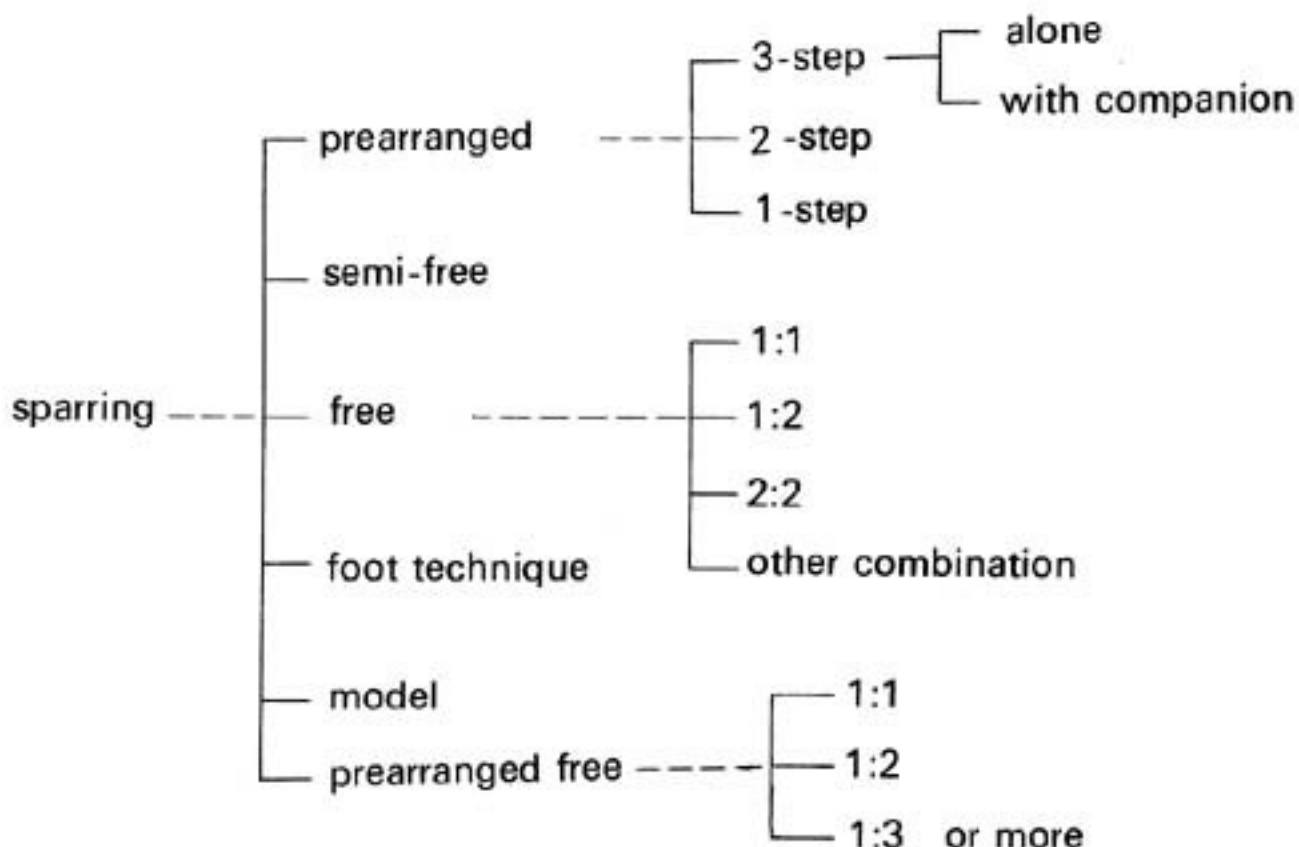 alone
3-step
with companion
prearranged
2-step
1-step
semi-free
1:1
sparring
free
1:2
2:2
foot technique
other combination
model
1:1
prearranged free
1:2
1:3 or more